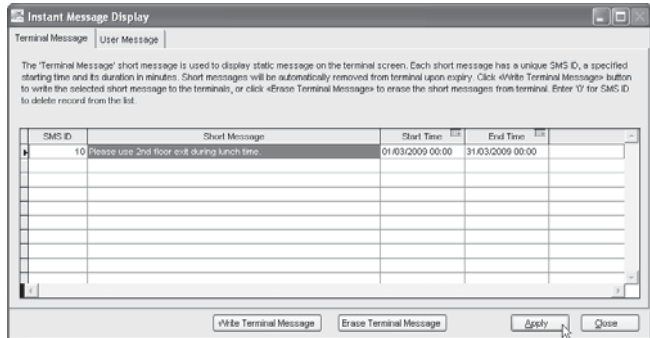 Instant Message Display
Terminal Message User Message
The 'Terminal Message' short message is used to display static message on the terminal screen. Each short message has a unique SMS ID, a specified
starting time and its duration in minutes. Short messages will be automatically removed from terminal upon expiry. Click «Write Terminal Message» button
to write the selected short message to the terminals, or click «Erase Terminal Message» to erase the short messages from terminal. Enter '0' for SMS ID
to delete record from the list.
SMS ID Short Message Start Time End Time
10 Please use 2nd floor exit during lunch time. 01/03/2009 00:00 31/03/2009 00:00
Write Terminal Message Erase Terminal Message Apply Close